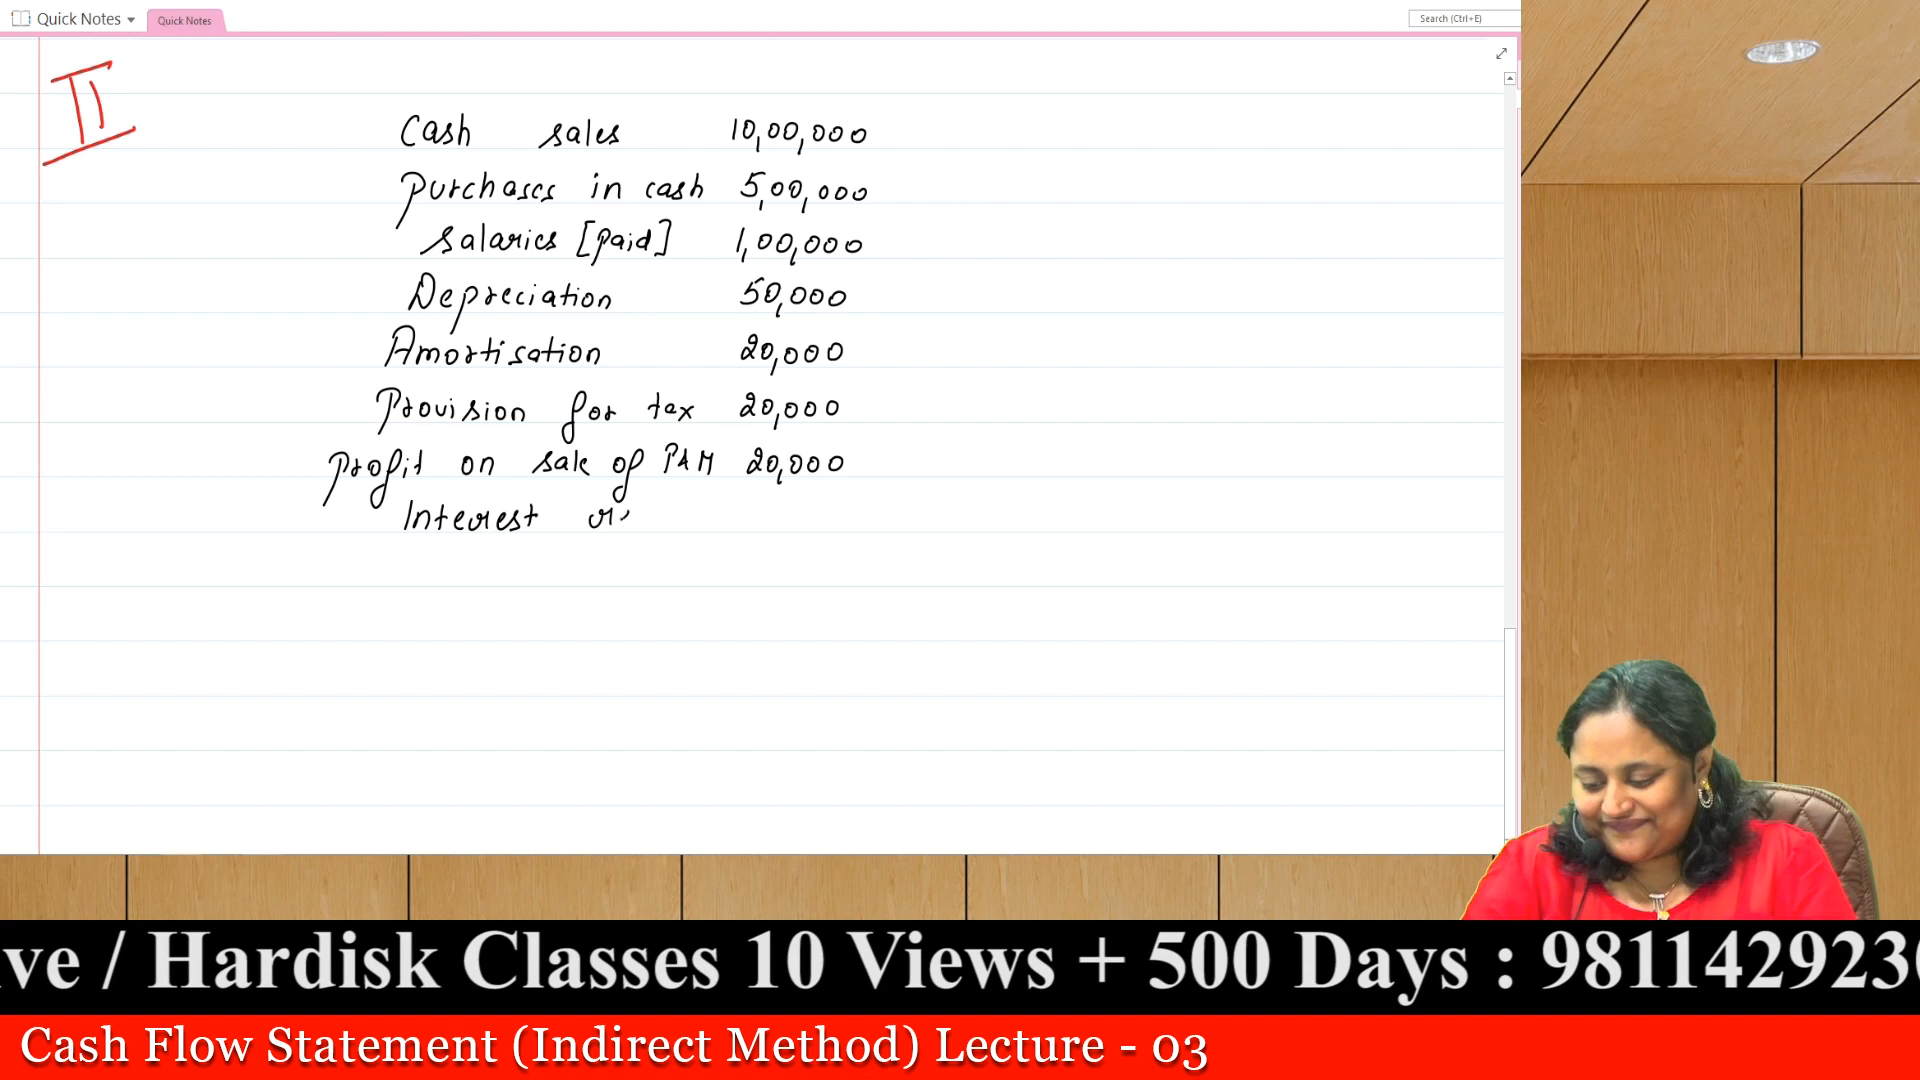 Quick Notes
Quick Notes
Search (Ctrl+E)
II
Cash sales 10,00,000
Purchases in cash 5,00,000
Salaries [paid] 1,00,000
Depreciation 50,000
Amortisation 20,000
Provision for tax 20,000
Profit on sale of P&M 20,000
Interest
ve / Hardisk Classes 10 Views + 500 Days : 981142923
Cash Flow Statement (Indirect Method) Lecture - 03